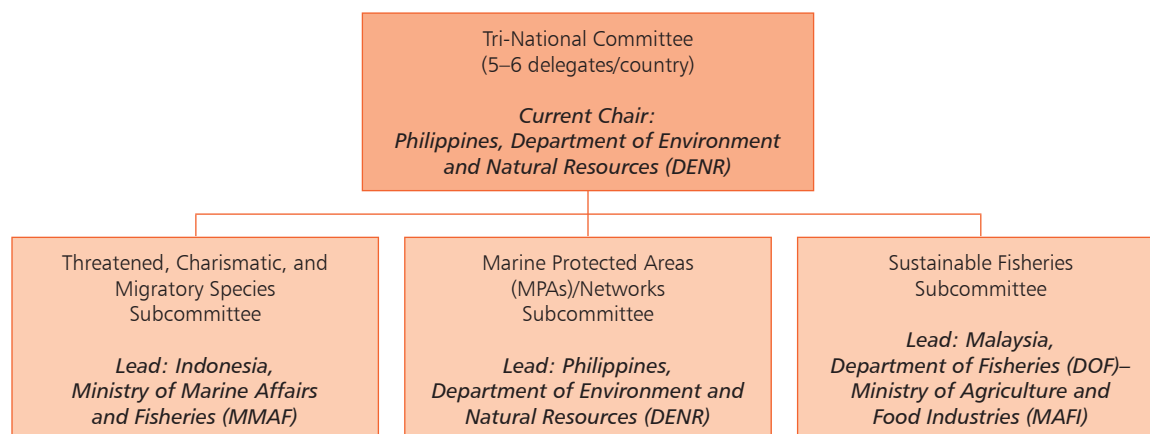 Tri-National Committee
(5–6 delegates/country)
Current Chair:
Philippines, Department of Environment
and Natural Resources (DENR)
Threatened, Charismatic, and
Migratory Species
Subcommittee
Lead: Indonesia,
Ministry of Marine Affairs
and Fisheries (MMAF)
Marine Protected Areas
(MPAs)/Networks
Subcommittee
Lead: Philippines,
Department of Environment and
Natural Resources (DENR)
Sustainable Fisheries
Subcommittee
Lead: Malaysia,
Department of Fisheries (DOF)–
Ministry of Agriculture and
Food Industries (MAFI)